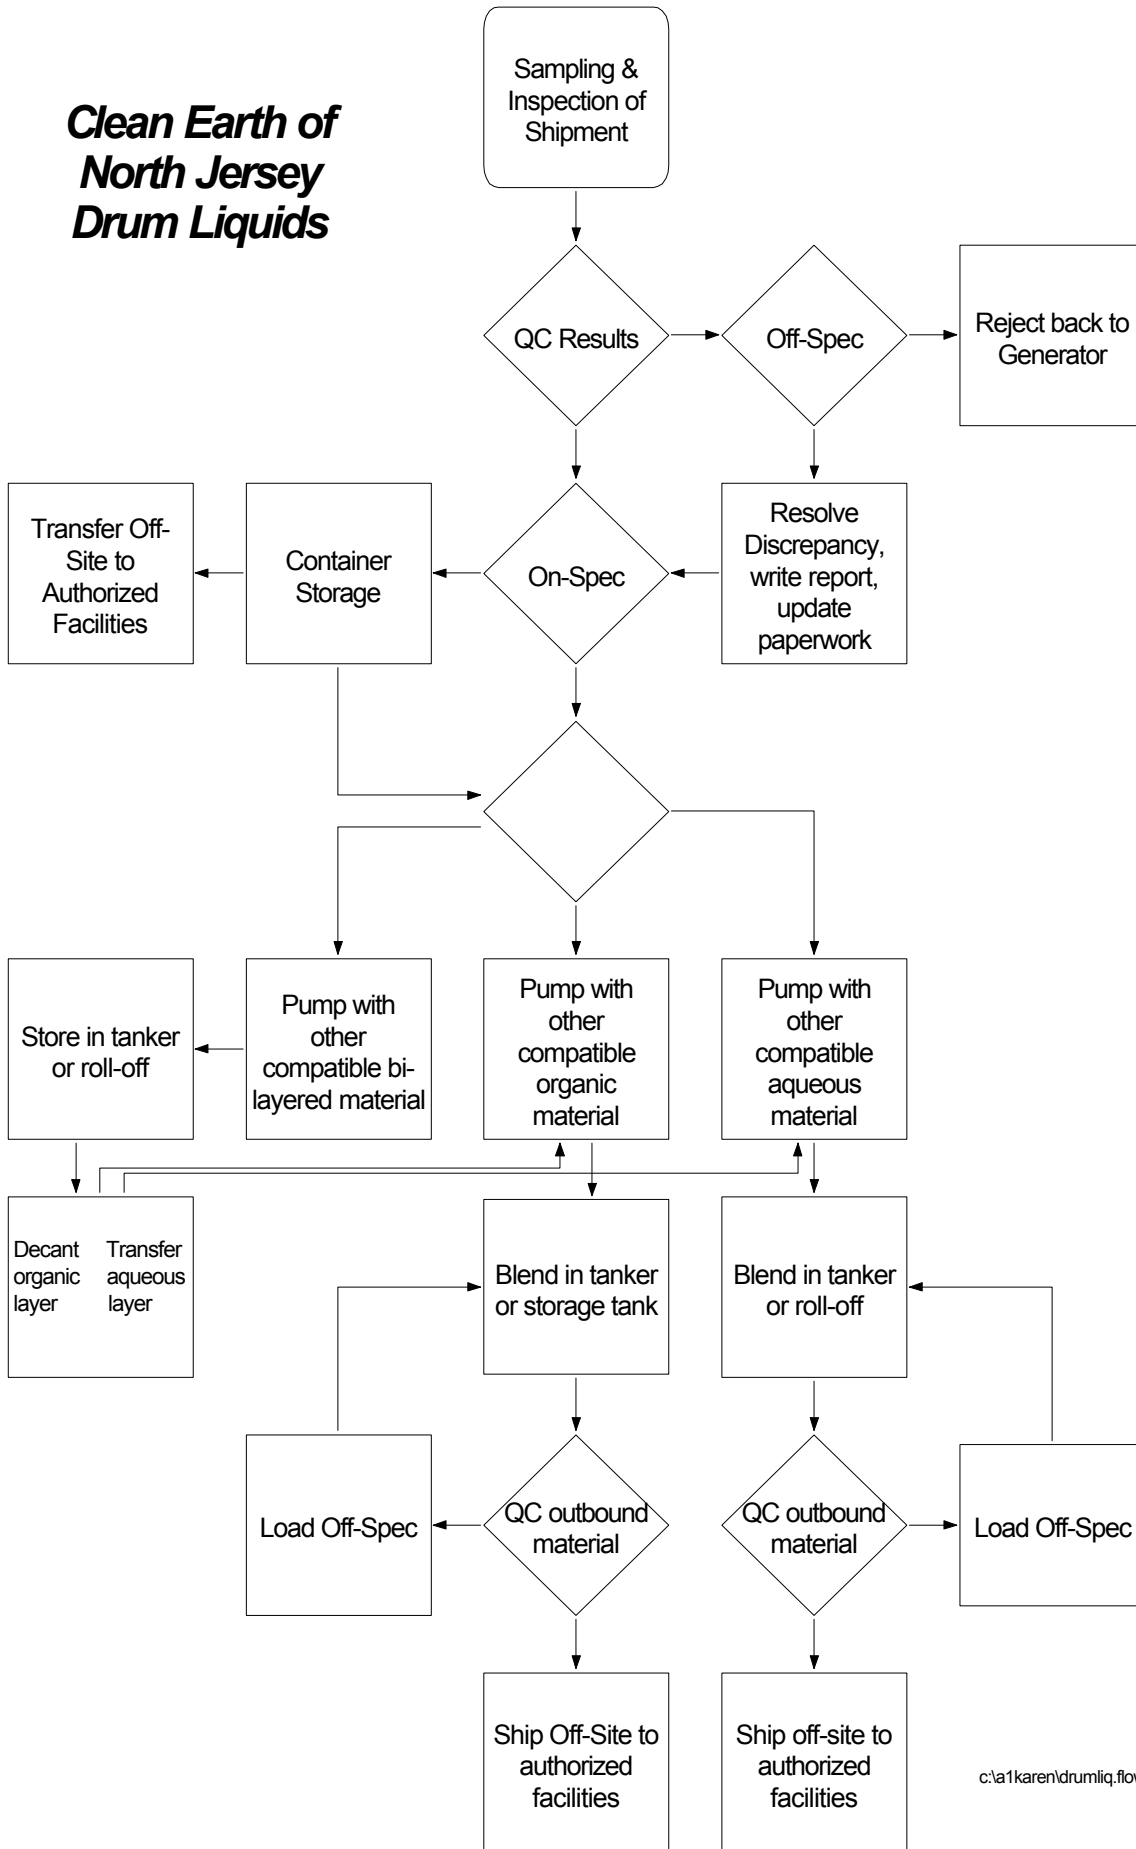 Clean Earth of
North Jersey
Drum Liquids
Sampling &
Inspection of
Shipment
QC Results
Off-Spec
Reject back to
Generator
Transfer Off-
Site to
Authorized
Facilities
Container
Storage
On-Spec
Resolve
Discrepancy,
write report,
update
paperwork
Store in tanker
or roll-off
Pump with
other
compatible bi-
layered material
Pump with
other
compatible
organic
material
Pump with
other
compatible
aqueous
material
Decant
organic
layer
Transfer
aqueous
layer
Blend in tanker
or storage tank
Blend in tanker
or roll-off
Load Off-Spec
QC outbound
material
QC outbound
material
Load Off-Spec
Ship Off-Site to
authorized
facilities
Ship off-site to
authorized
facilities
c:\a1karen\drumliq.flow